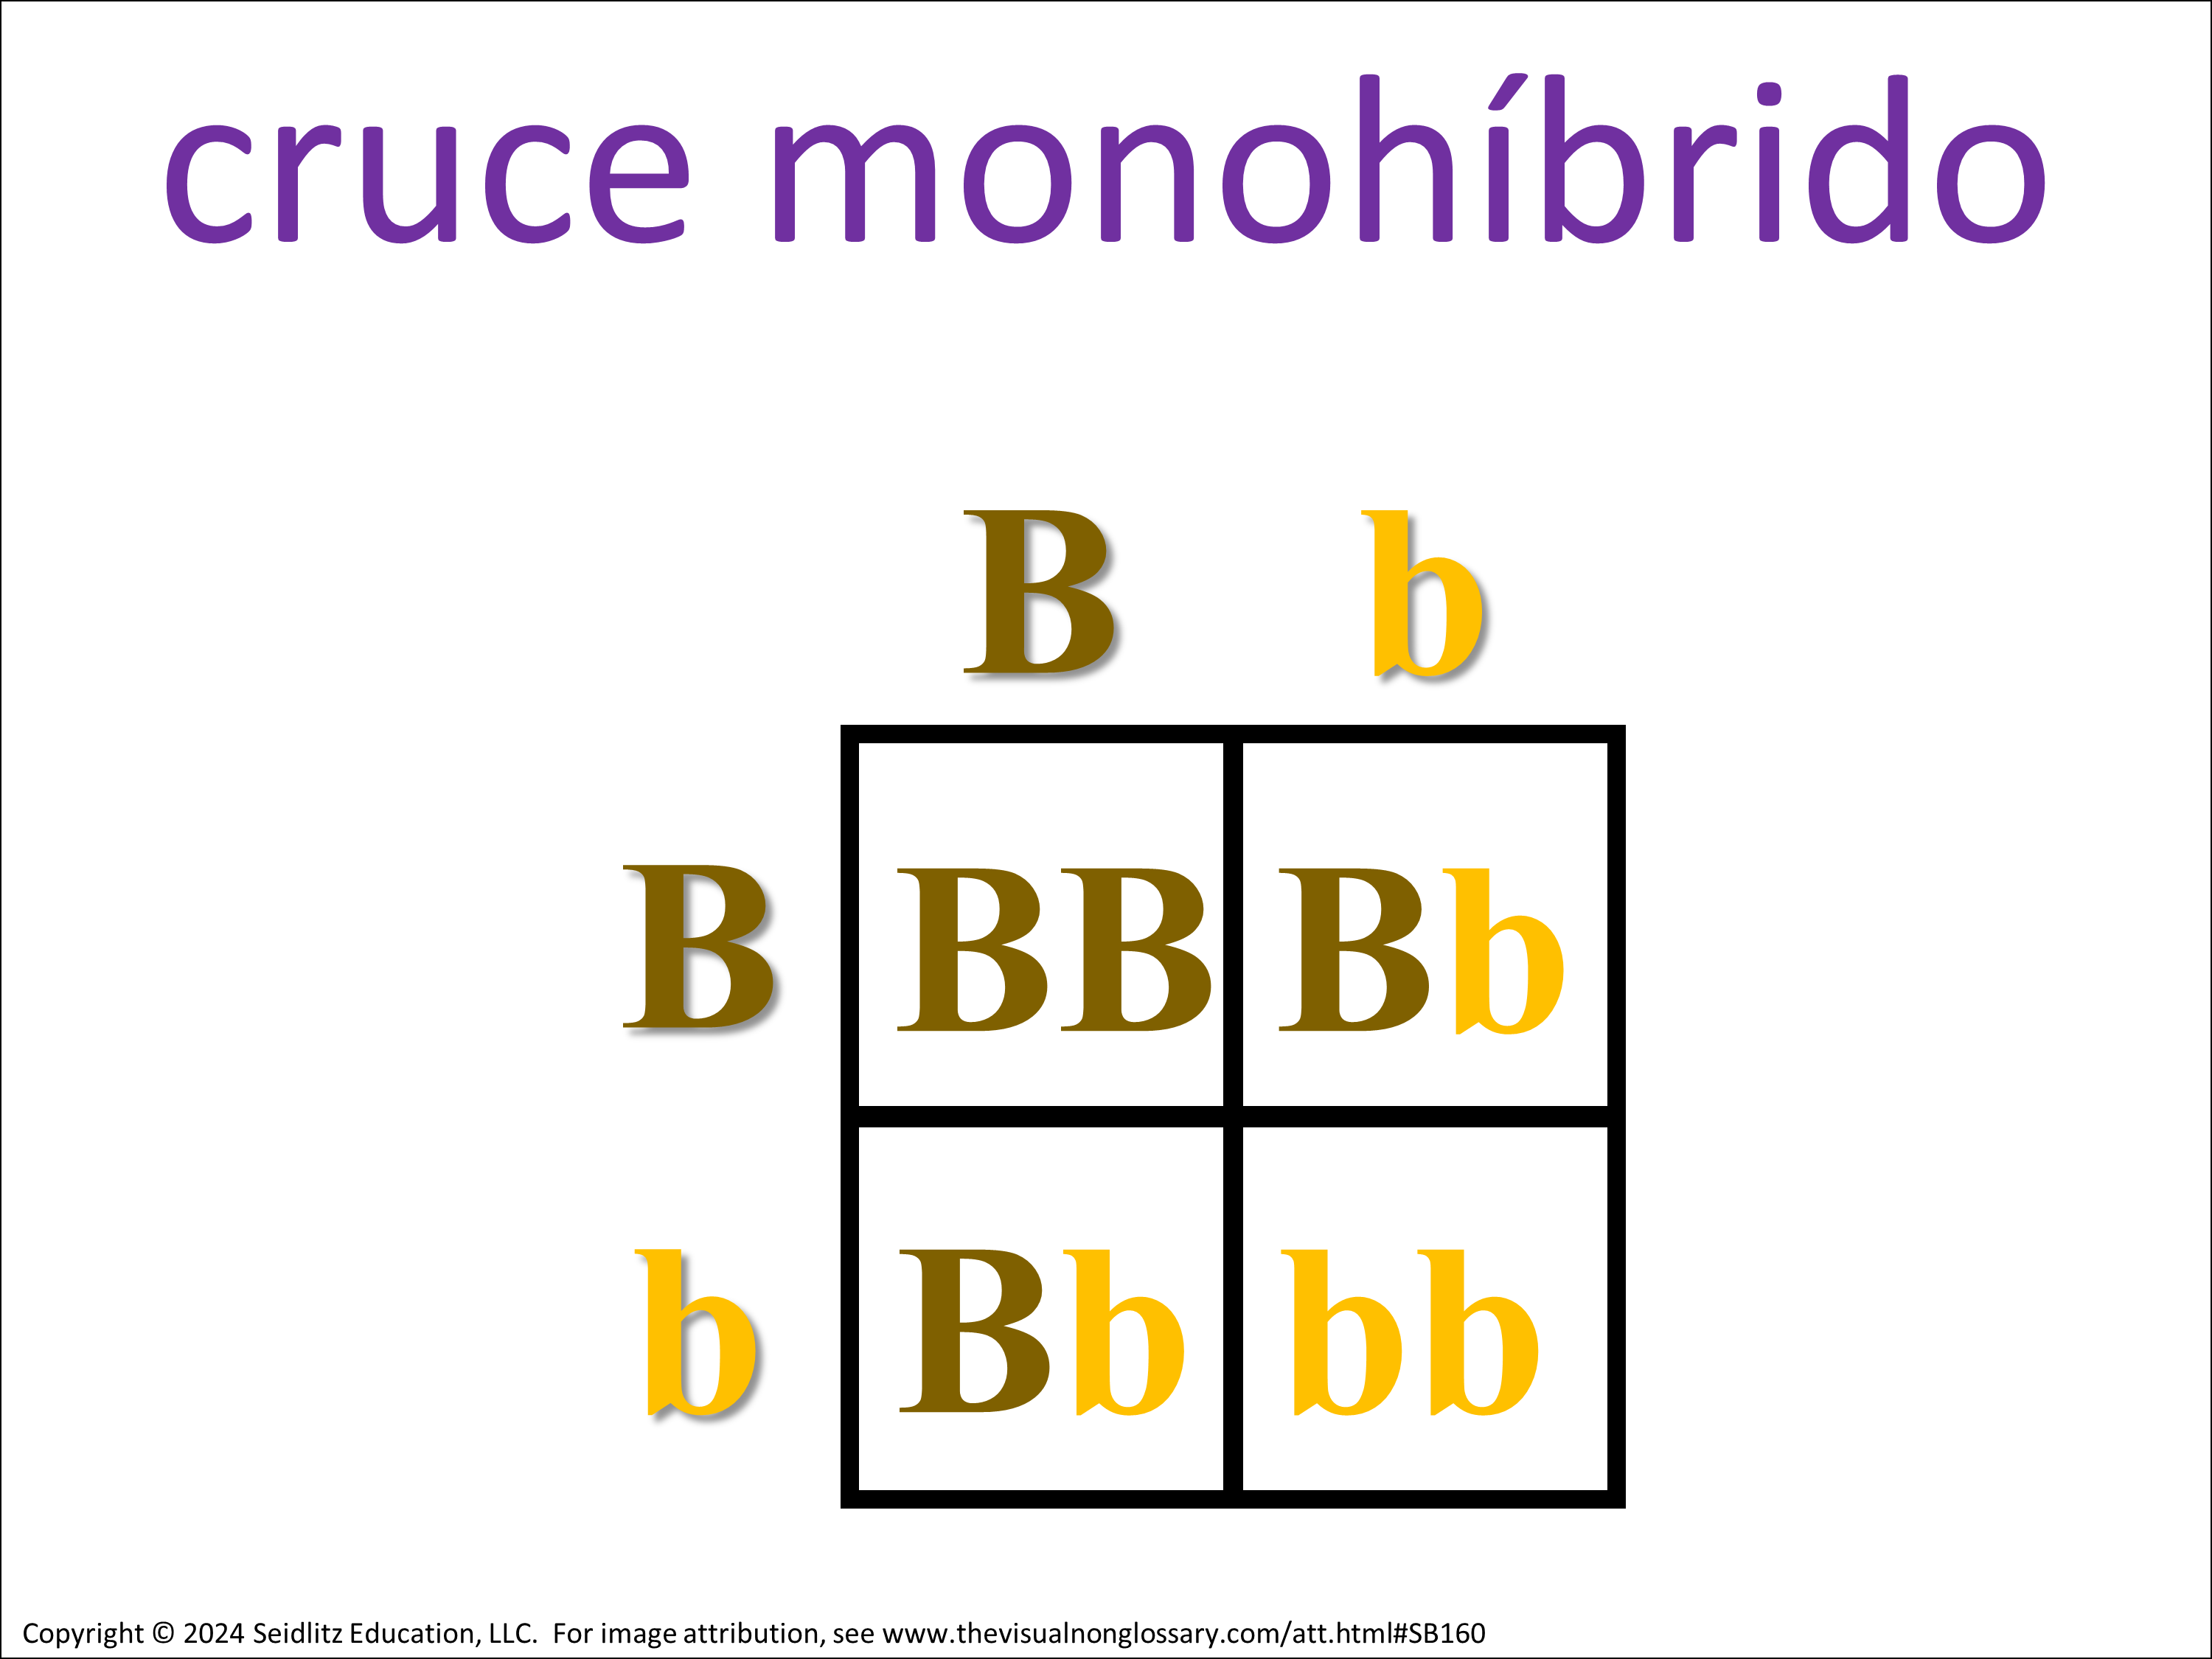 cruce monohíbrido
B b
B BB Bb
b Bb bb
Copyright © 2024 Seidlitz Education, LLC. For image attribution, see www.thevisualnonglossary.com/att.html#SB160